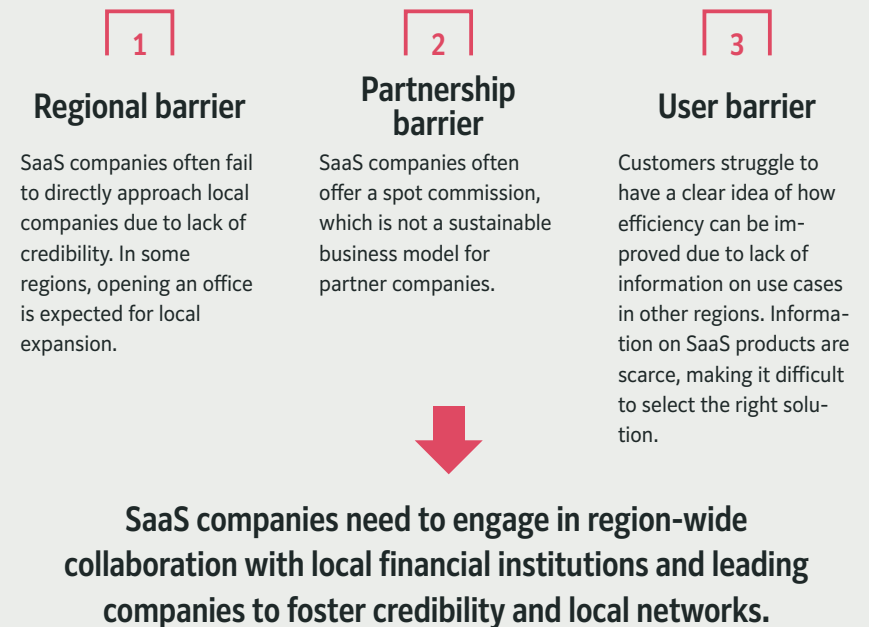 1
Regional barrier
SaaS companies often fail
to directly approach local
companies due to lack of
credibility. In some
regions, opening an office
is expected for local
expansion.
2
Partnership
barrier
SaaS companies often
offer a spot commission,
which is not a sustainable
business model for
partner companies.
3
User barrier
Customers struggle to
have a clear idea of how
efficiency can be im-
proved due to lack of
information on use cases
in other regions. Informa-
tion on SaaS products are
scarce, making it difficult
to select the right solu-
tion.
SaaS companies need to engage in region-wide
collaboration with local financial institutions and leading
companies to foster credibility and local networks.